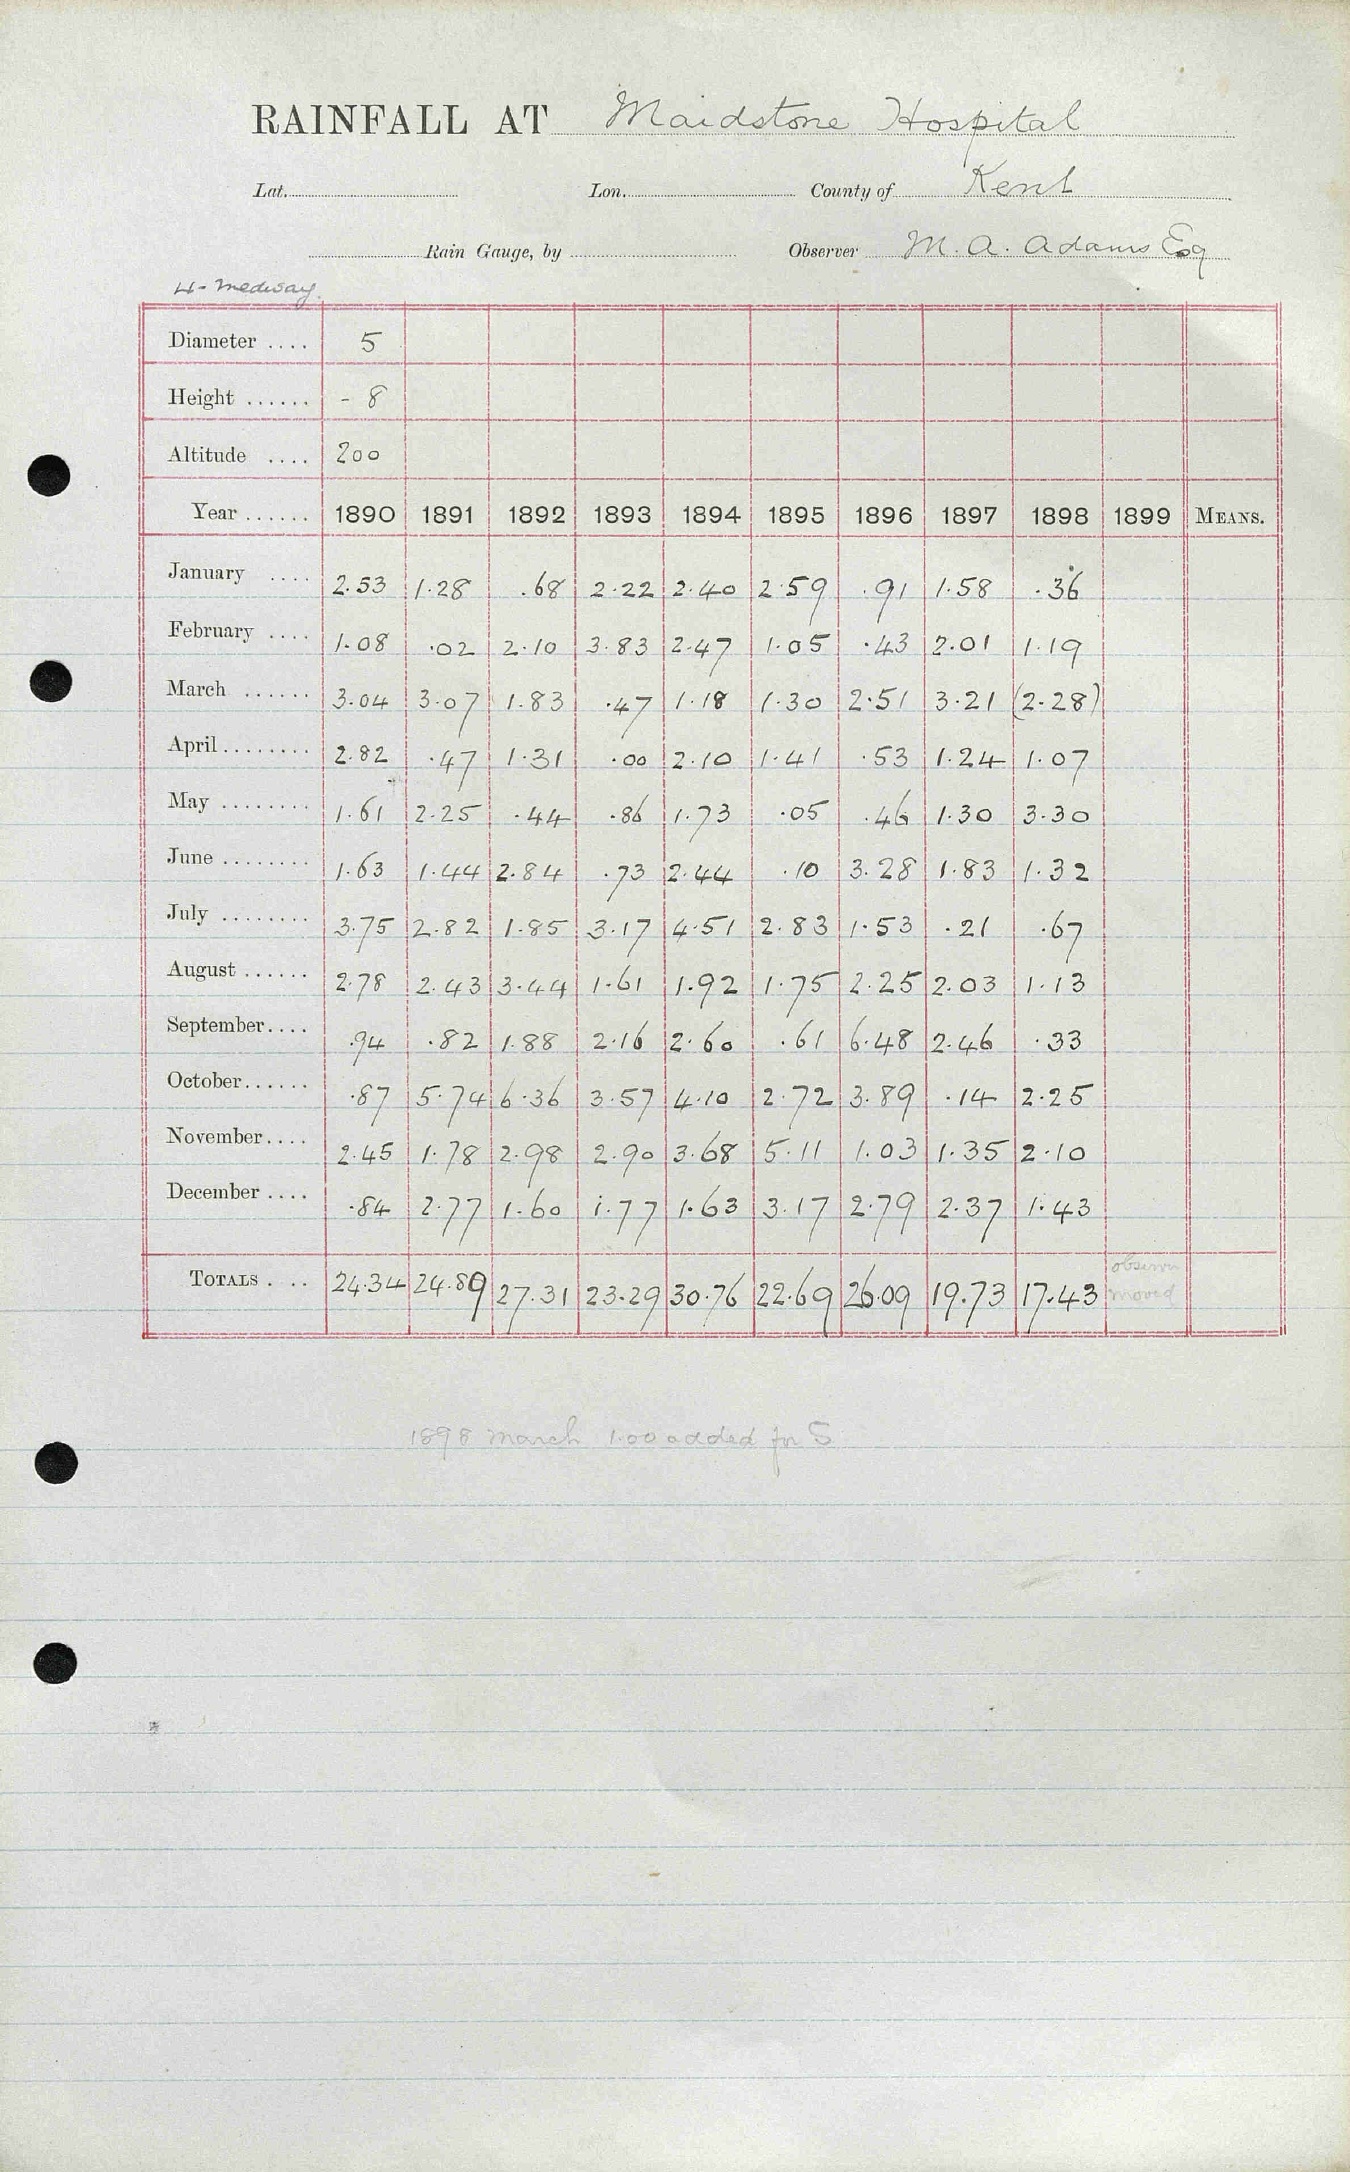 RAINFALL AT Maidstone Hospital
Lat. Lon. County of Kent
Rain Gauge, by Observer M. A. Adams Esq
4-Medway
Diameter .... 5
Height ...... - 8
Altitude .... 200
Year ...... 1890 1891 1892 1893 1894 1895 1896 1897 1898 1899 MEANS.
January .... 2.53 1.28 .68 2.22 2.40 2.59 .91 1.58 .36
February .... 1.08 .02 2.10 3.83 2.47 1.05 .43 2.01 1.19
March ...... 3.04 3.07 1.83 .47 1.18 1.30 2.51 3.21 (2.28)
April ........ 2.82 .47 1.31 .00 2.10 1.41 .53 1.24 1.07
May ........ 1.61 2.25 .44 .86 1.73 .05 .46 1.30 3.30
June ........ 1.63 1.44 2.84 .73 2.44 .10 3.28 1.83 1.32
July ........ 3.75 2.82 1.85 3.17 4.51 2.83 1.53 .21 .67
August ...... 2.78 2.43 3.44 1.61 1.92 1.75 2.25 2.03 1.13
September .... .94 .82 1.88 2.16 2.60 .61 6.48 2.46 .33
October ...... .87 5.74 6.36 3.57 4.10 2.72 3.89 .14 2.25
November .... 2.45 1.78 2.98 2.90 3.68 5.11 1.03 1.35 2.10
December .... .84 2.77 1.60 1.77 1.63 3.17 2.79 2.37 1.43
TOTALS . .. 24.34 24.89 27.31 23.29 30.76 22.69 26.09 19.73 17.43 observer moved
1898 March 1.00 added for S